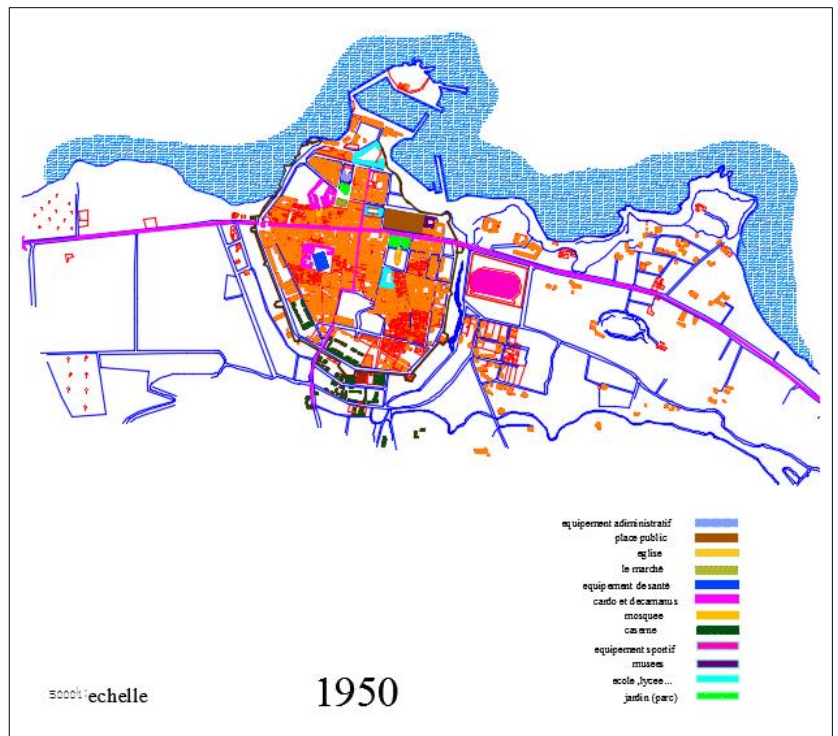 equipement adiministratif
place public
eglise
le marché
equipement de santé
cardo et decamanus
mosquee
caserne
equipement sportif
musees
ecole ,lycee ...
jardin (parc)
echelle
1950